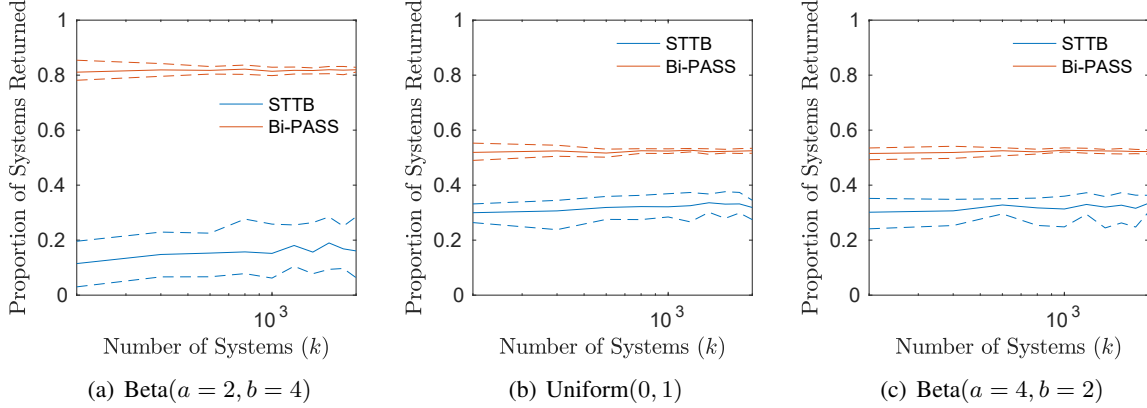 Proportion of Systems Returned
1
0.8
0.6
0.4
0.2
0
STTB
Bi-PASS
10^3
Number of Systems (k)
(a) Beta(a = 2, b = 4)
Proportion of Systems Returned
1
0.8
0.6
0.4
0.2
0
STTB
Bi-PASS
10^3
Number of Systems (k)
(b) Uniform(0, 1)
Proportion of Systems Returned
1
0.8
0.6
0.4
0.2
0
STTB
Bi-PASS
10^3
Number of Systems (k)
(c) Beta(a = 4, b = 2)